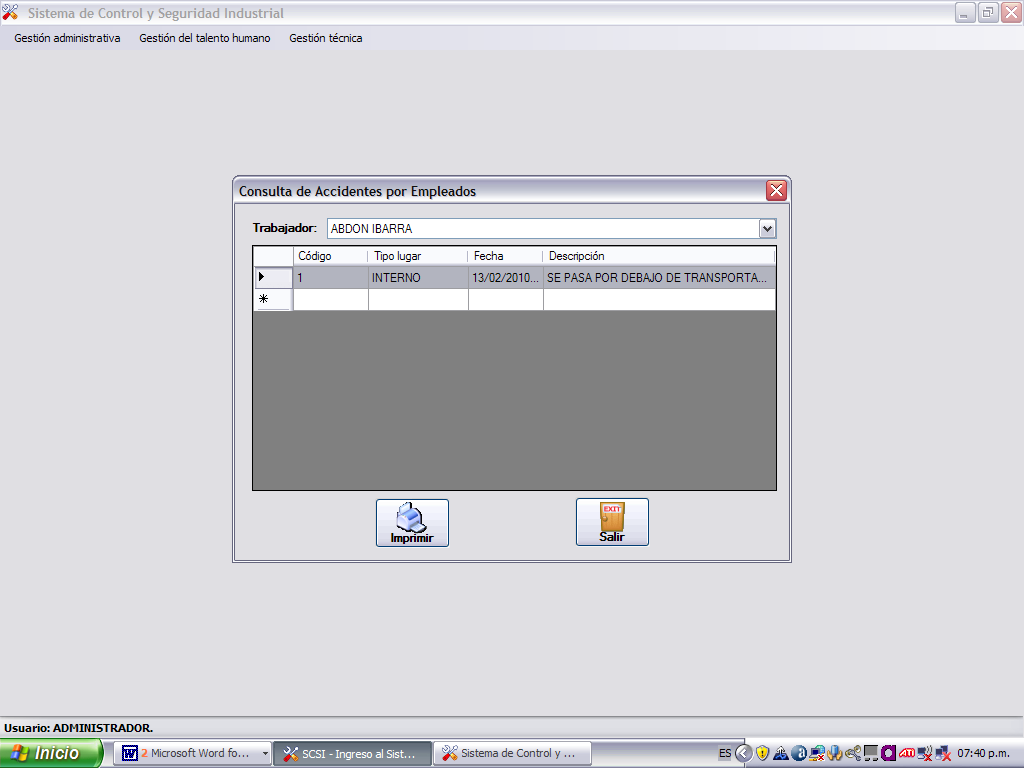 Sistema de Control y Seguridad Industrial
Gestión administrativa Gestión del talento humano Gestión técnica
Consulta de Accidentes por Empleados
Trabajador: ABDON IBARRA
Código Tipo lugar Fecha Descripción
1 INTERNO 13/02/2010... SE PASA POR DEBAJO DE TRANSPORTA...
*
EXIT
Imprimir Salir
Usuario: ADMINISTRADOR.
Inicio 2 Microsoft Word fo... SCSI - Ingreso al Sist... Sistema de Control y ... ES ATI 07:40 p.m.